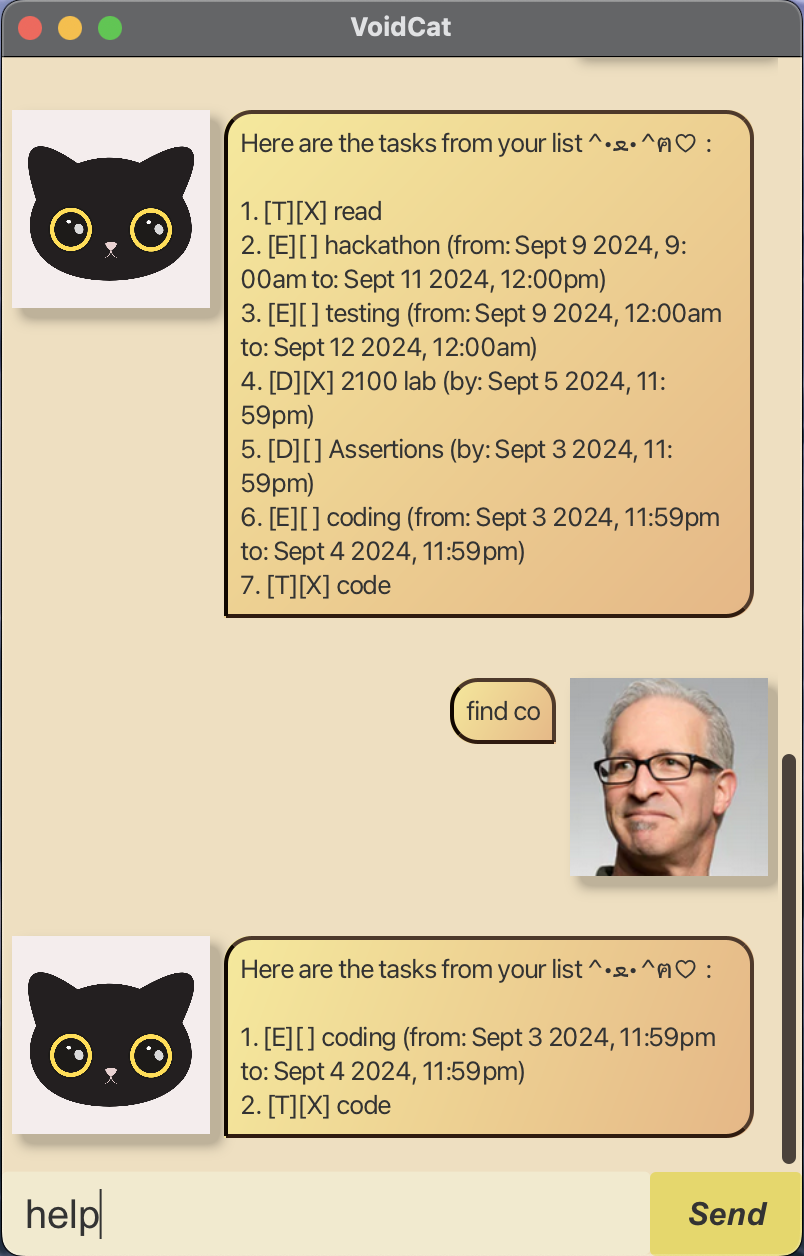 VoidCat
Here are the tasks from your list ^•ﻌ•^ฅ♡ :
1. [T][X] read
2. [E][ ] hackathon (from: Sept 9 2024, 9:
00am to: Sept 11 2024, 12:00pm)
3. [E][ ] testing (from: Sept 9 2024, 12:00am
to: Sept 12 2024, 12:00am)
4. [D][X] 2100 lab (by: Sept 5 2024, 11:
59pm)
5. [D][ ] Assertions (by: Sept 3 2024, 11:
59pm)
6. [E][ ] coding (from: Sept 3 2024, 11:59pm
to: Sept 4 2024, 11:59pm)
7. [T][X] code
find co
Here are the tasks from your list ^•ﻌ•^ฅ♡ :
1. [E][ ] coding (from: Sept 3 2024, 11:59pm
to: Sept 4 2024, 11:59pm)
2. [T][X] code
help
Send